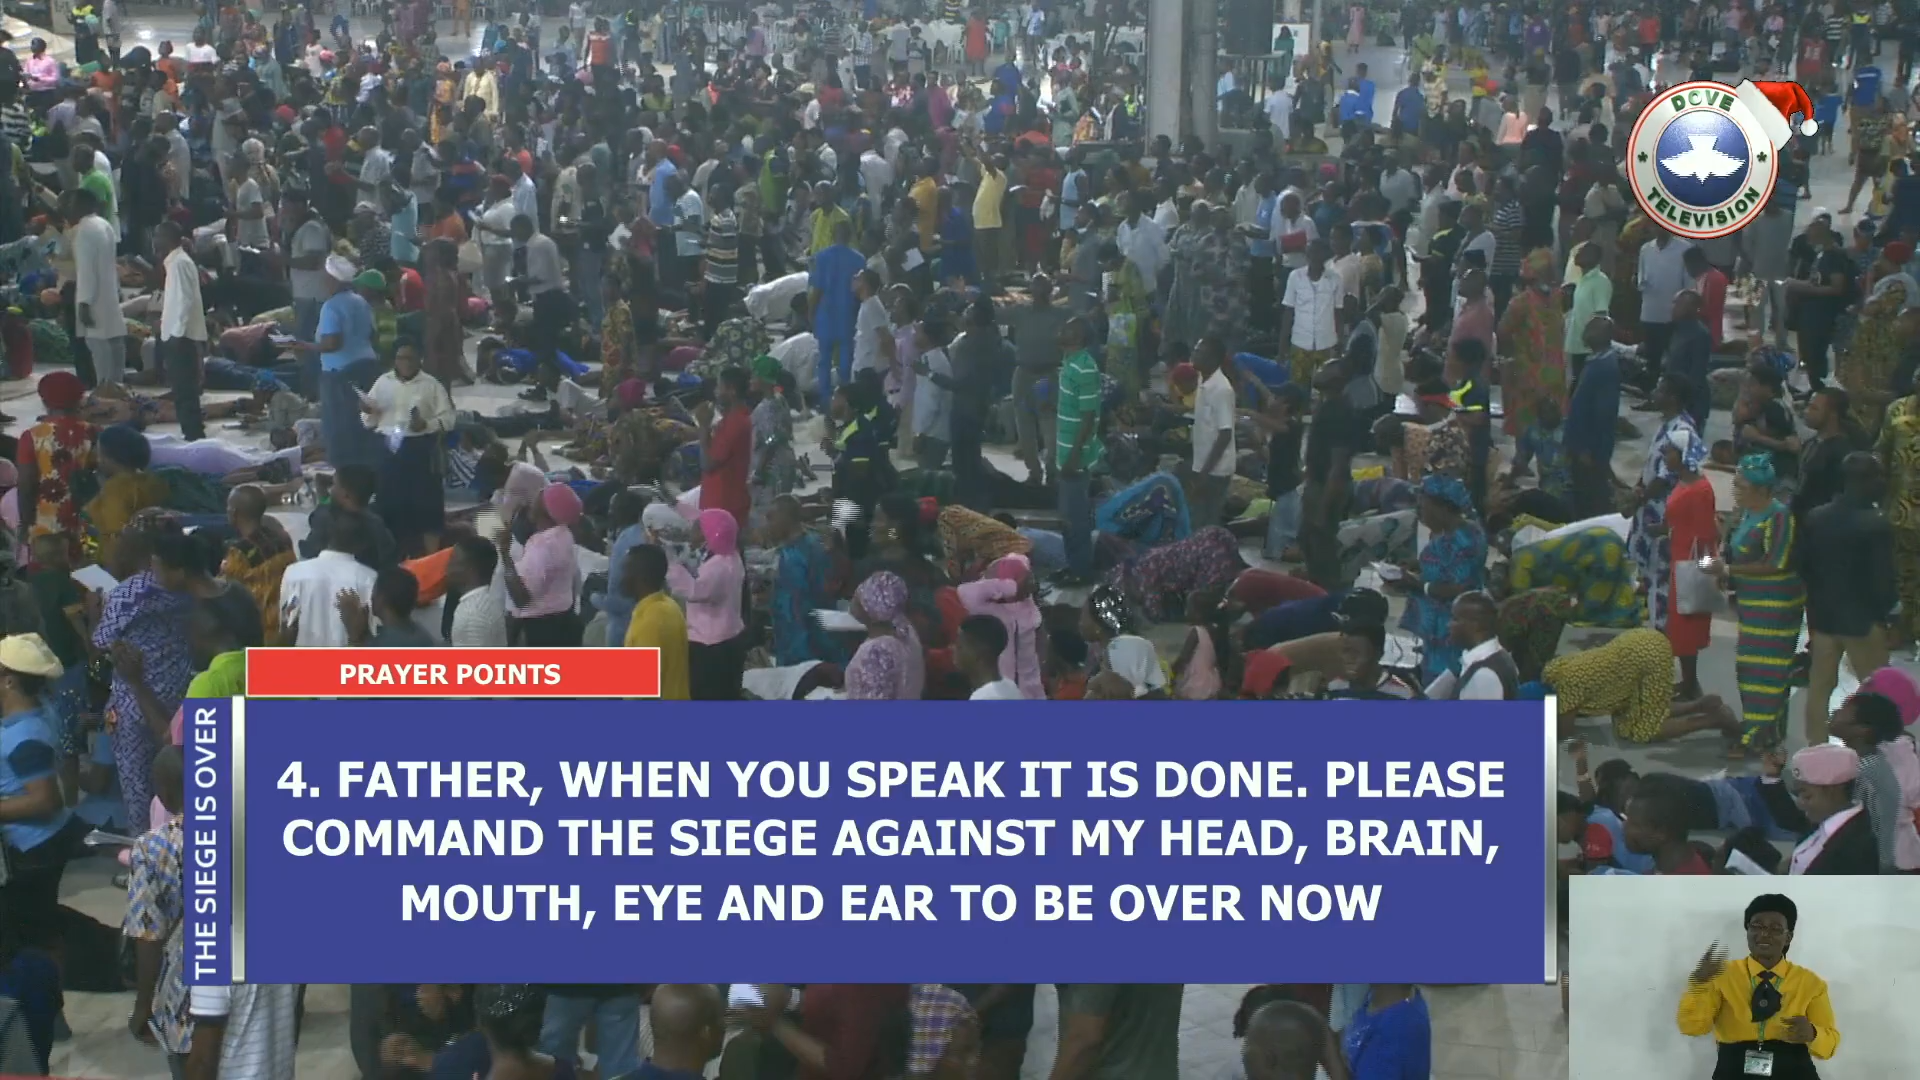 DOVE
TELEVISION
PRAYER POINTS
THE SIEGE IS OVER
4. FATHER, WHEN YOU SPEAK IT IS DONE. PLEASE
COMMAND THE SIEGE AGAINST MY HEAD, BRAIN,
MOUTH, EYE AND EAR TO BE OVER NOW